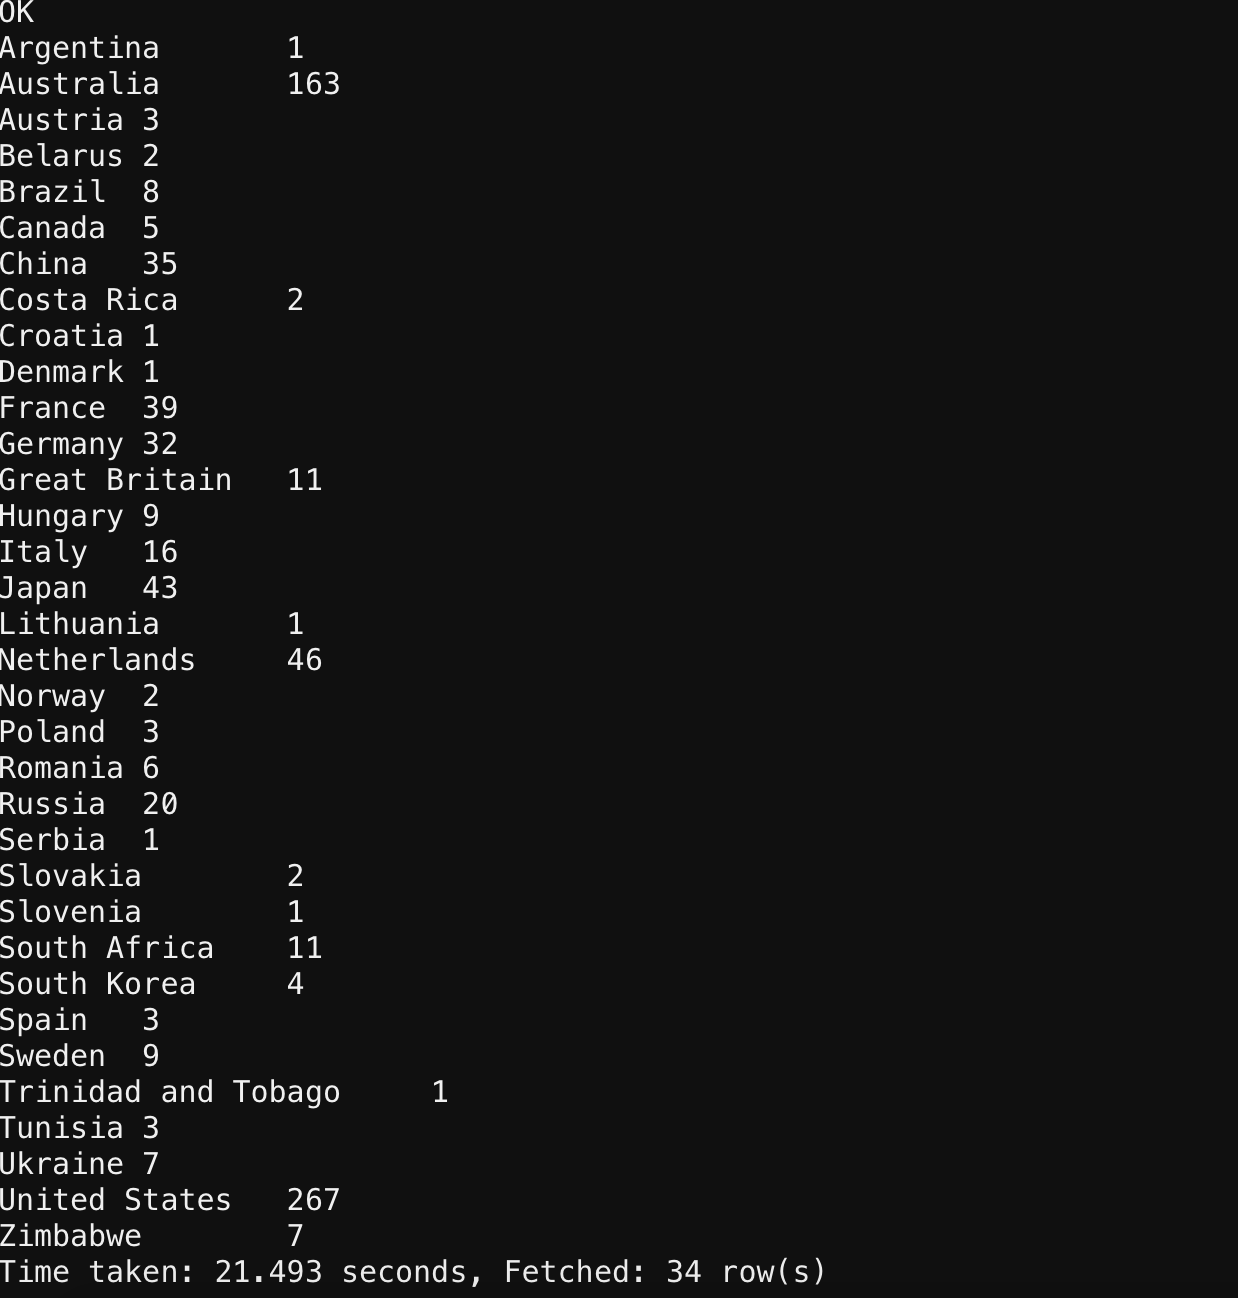 OK
Argentina	1
Australia	163
Austria	3
Belarus	2
Brazil	8
Canada	5
China	35
Costa Rica	2
Croatia	1
Denmark	1
France	39
Germany	32
Great Britain	11
Hungary	9
Italy	16
Japan	43
Lithuania	1
Netherlands	46
Norway	2
Poland	3
Romania	6
Russia	20
Serbia	1
Slovakia	2
Slovenia	1
South Africa	11
South Korea	4
Spain	3
Sweden	9
Trinidad and Tobago	1
Tunisia	3
Ukraine	7
United States	267
Zimbabwe	7
Time taken: 21.493 seconds, Fetched: 34 row(s)